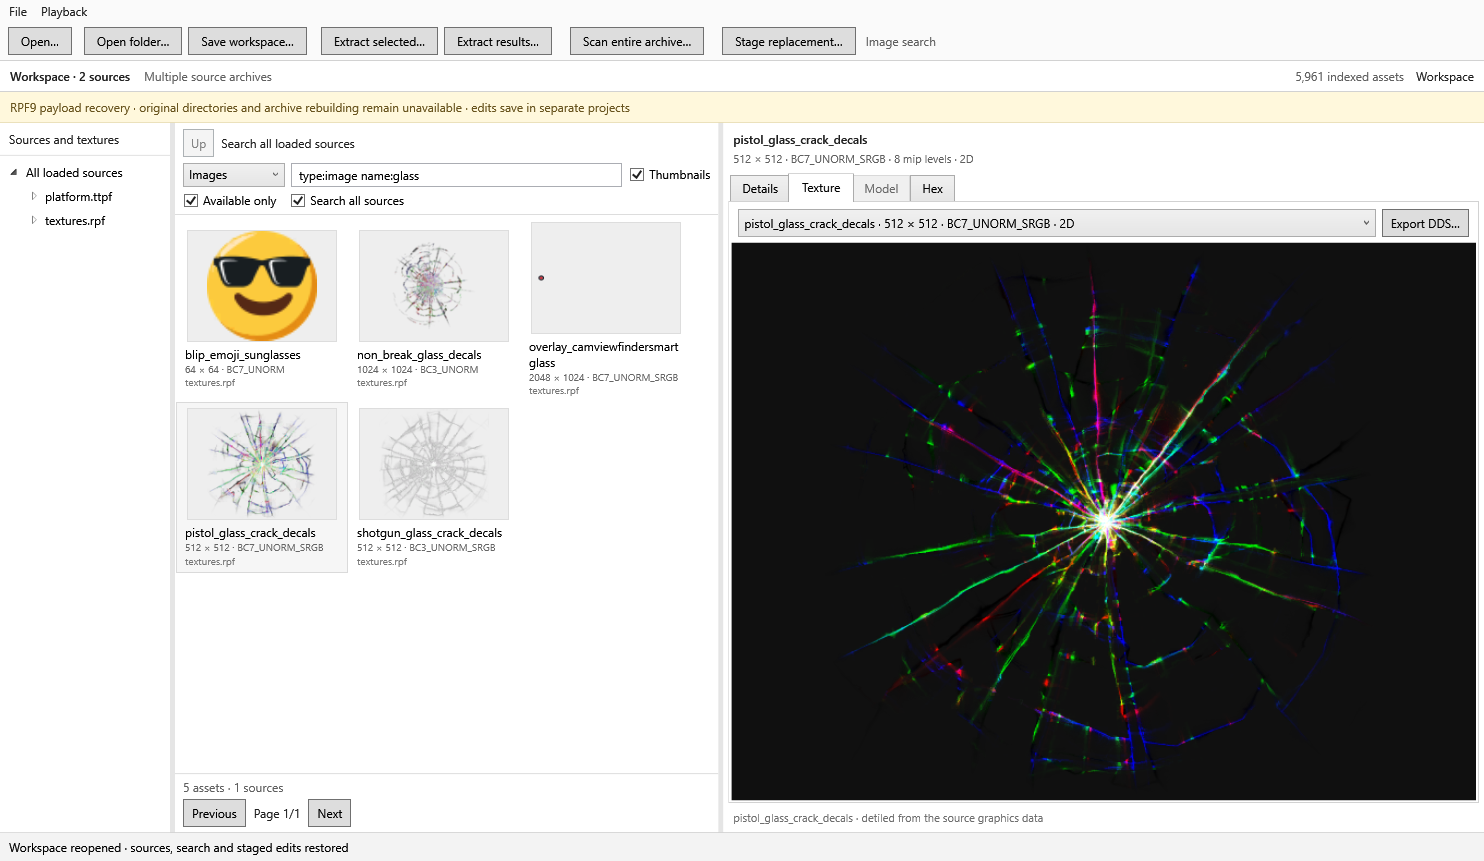 File Playback
Open... Open folder... Save workspace... Extract selected... Extract results... Scan entire archive... Stage replacement... Image search
Workspace · 2 sources Multiple source archives 5,961 indexed assets Workspace
RPF9 payload recovery · original directories and archive rebuilding remain unavailable · edits save in separate projects
Sources and textures
All loaded sources
platform.ttpf
textures.rpf
Up Search all loaded sources
Images type:image name:glass Thumbnails
Available only Search all sources
blip_emoji_sunglasses
64 × 64 · BC7_UNORM
textures.rpf
non_break_glass_decals
1024 × 1024 · BC3_UNORM
textures.rpf
overlay_camviewfindersmart
glass
2048 × 1024 · BC7_UNORM_SRGB
textures.rpf
pistol_glass_crack_decals
512 × 512 · BC7_UNORM_SRGB
textures.rpf
shotgun_glass_crack_decals
512 × 512 · BC3_UNORM_SRGB
textures.rpf
5 assets · 1 sources
Previous Page 1/1 Next
pistol_glass_crack_decals
512 × 512 · BC7_UNORM_SRGB · 8 mip levels · 2D
Details Texture Model Hex
pistol_glass_crack_decals · 512 × 512 · BC7_UNORM_SRGB · 2D Export DDS...
pistol_glass_crack_decals · detiled from the source graphics data
Workspace reopened · sources, search and staged edits restored